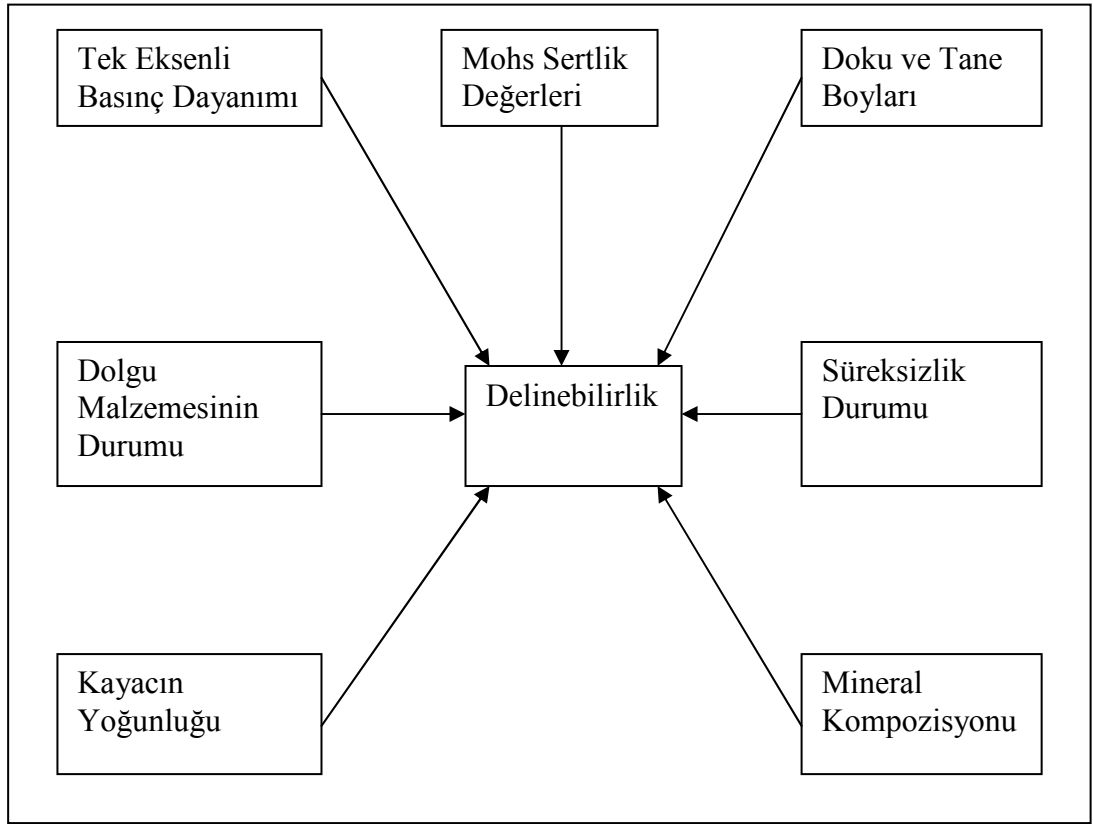 Tek Eksenli
Basınç Dayanımı
Mohs Sertlik
Değerleri
Doku ve Tane
Boyları
Dolgu
Malzemesinin
Durumu
Delinebilirlik
Süreksizlik
Durumu
Kayacın
Yoğunluğu
Mineral
Kompozisyonu